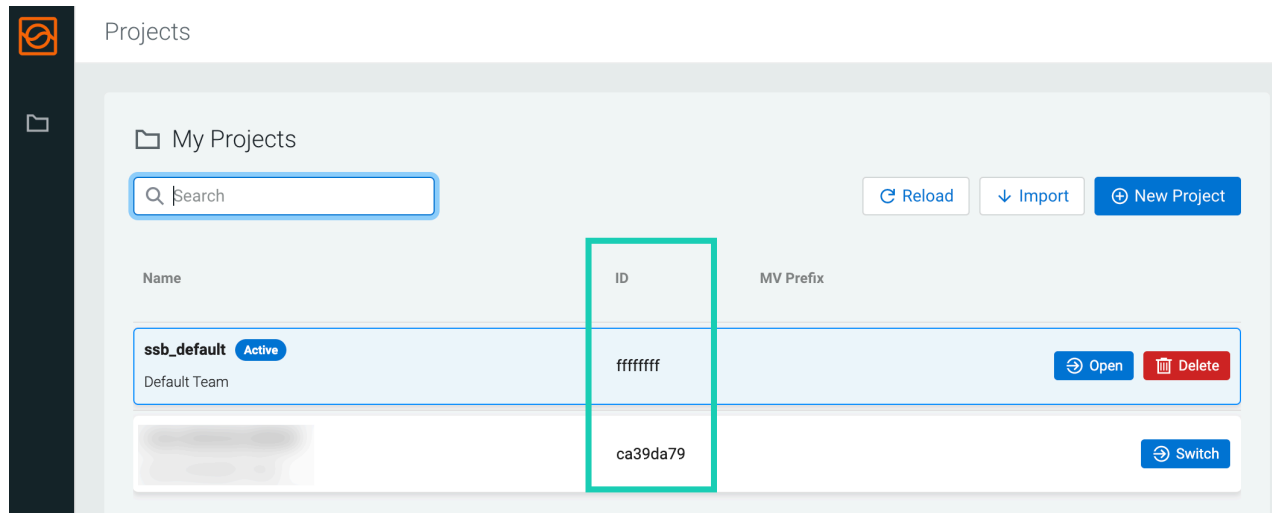 Projects
My Projects
Search
Reload Import New Project
Name ID MV Prefix
ssb_default Active
Default Team
ffffffff
Open Delete
ca39da79
Switch